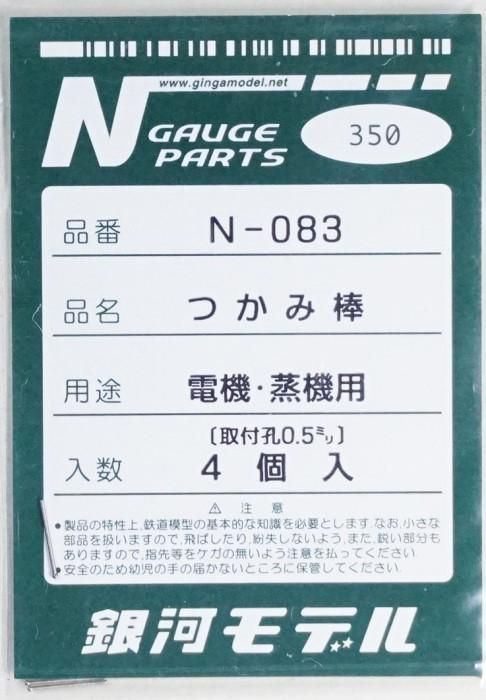 www.gingamodel.net
N GAUGE PARTS
350
品番 N-083
品名 つかみ棒
用途 電機・蒸機用
〔取付孔0.5ミリ〕
入数 4個入
⚠ 注意
●製品の特性上,鉄道模型の基本的な知識を必要とします.なお,小さな
部品を扱いますので,飛ばしたり,紛失しないよう,また,鋭い部分も
ありますので,指先等をケガの無いよう注意を払ってください.
●安全のため幼児の手の届かないところに保管してください.
銀河モデル